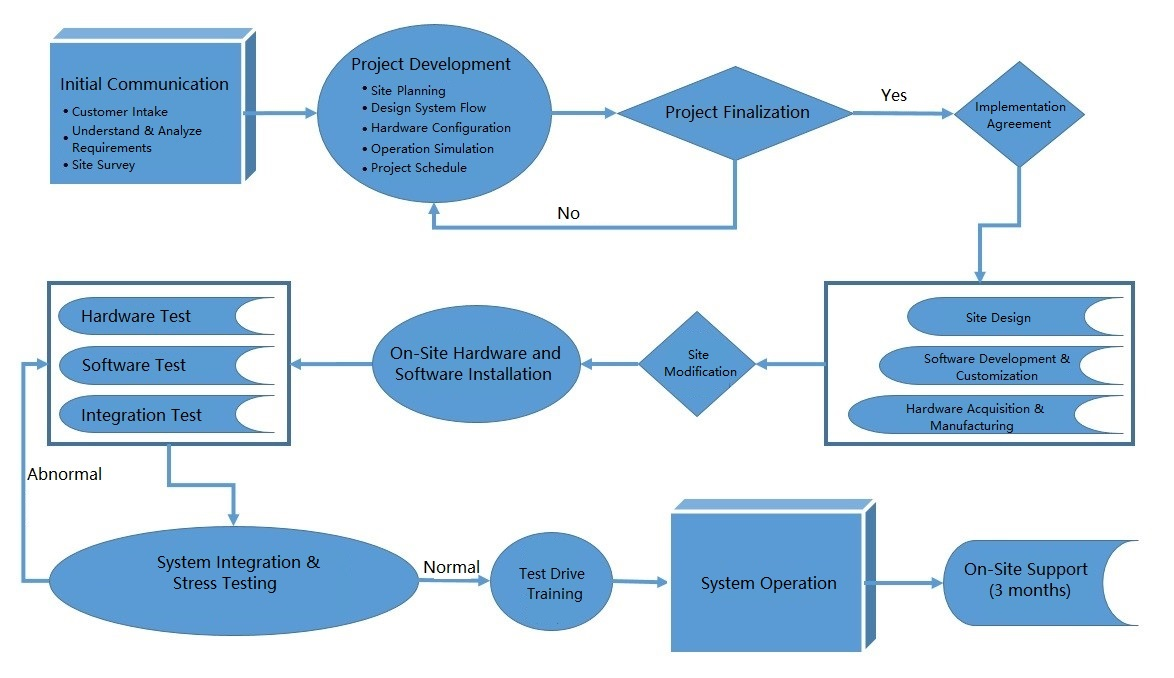 Initial Communication
• Customer Intake
• Understand & Analyze
Requirements
• Site Survey
Project Development
• Site Planning
• Design System Flow
• Hardware Configuration
• Operation Simulation
• Project Schedule
Project Finalization
Yes
Implementation
Agreement
No
Hardware Test
Software Test
Integration Test
On-Site Hardware and
Software Installation
Site
Modification
Site Design
Software Development &
Customization
Hardware Acquisition &
Manufacturing
Abnormal
System Integration &
Stress Testing
Normal
Test Drive
Training
System Operation
On-Site Support
(3 months)